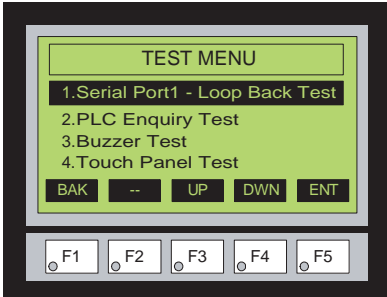 TEST MENU
1.Serial Port1 - Loop Back Test
2.PLC Enquiry Test
3.Buzzer Test
4.Touch Panel Test
BAK -- UP DWN ENT
F1 F2 F3 F4 F5